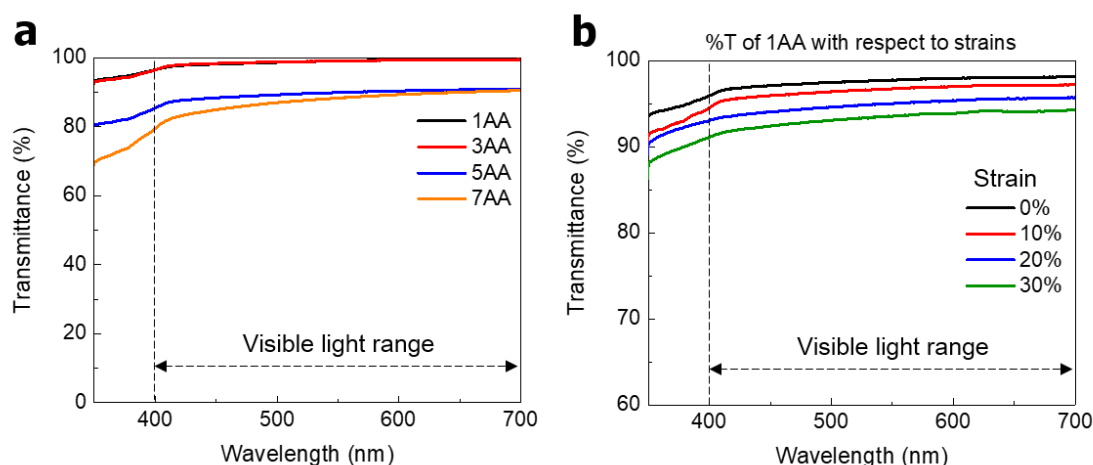 a
100
80
60
40
20
0
Transmittance (%)
1AA
3AA
5AA
7AA
Visible light range
400
500
600
700
Wavelength (nm)
b
%T of 1AA with respect to strains
100
90
80
70
60
Transmittance (%)
Strain
0%
10%
20%
30%
Visible light range
400
500
600
700
Wavelength (nm)